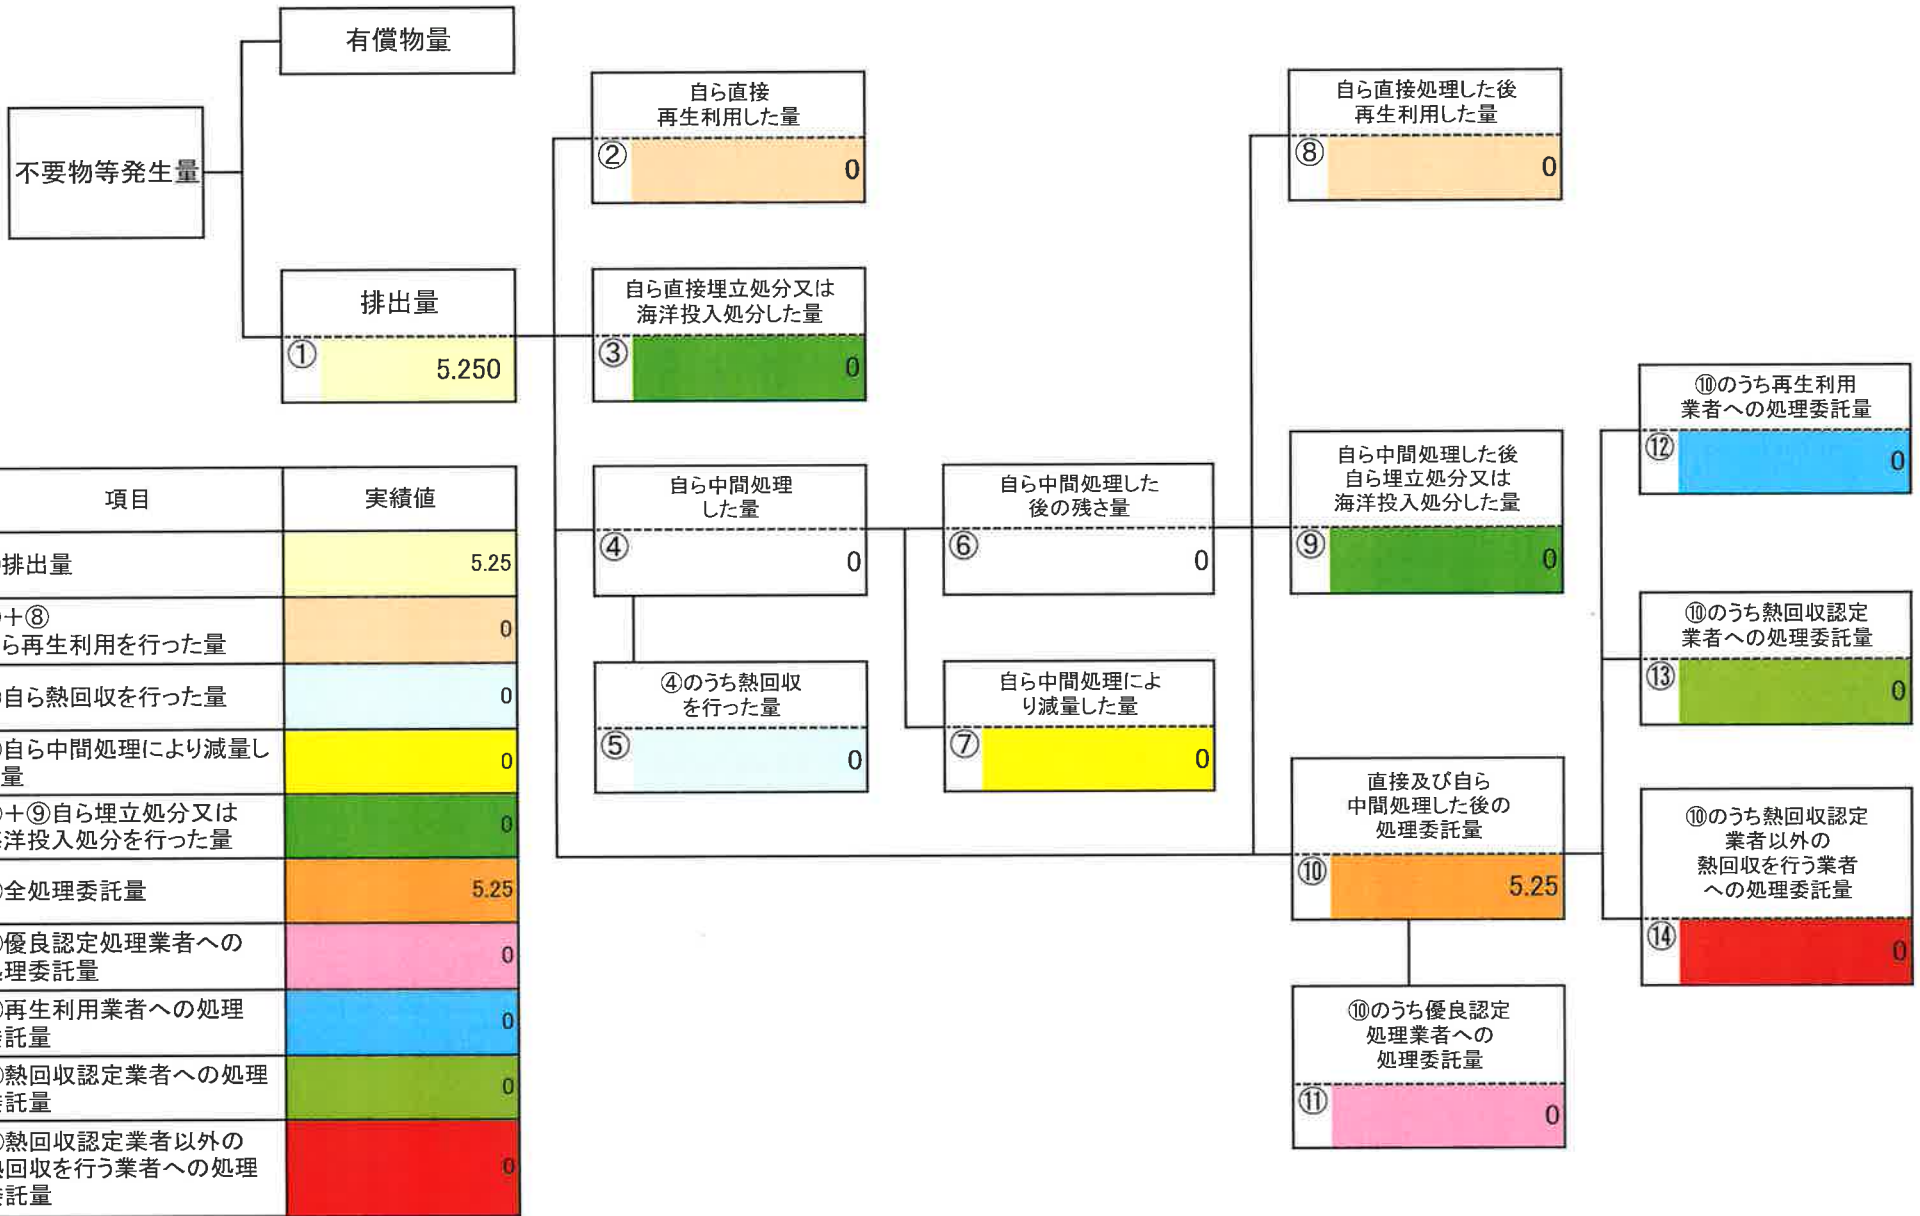 有償物量
不要物等発生量
排出量
①
5.250
自ら直接
再生利用した量
②
0
自ら直接埋立処分又は
海洋投入処分した量
③
0
自ら中間処理
した量
④
0
④のうち熱回収
を行った量
⑤
0
自ら中間処理した
後の残さ量
⑥
0
自ら中間処理によ
り減量した量
⑦
0
自ら直接処理した後
再生利用した量
⑧
0
自ら中間処理した後
自ら埋立処分又は
海洋投入処分した量
⑨
0
直接及び自ら
中間処理した後の
処理委託量
⑩
5.25
⑩のうち優良認定
処理業者への
処理委託量
⑪
0
⑩のうち再生利用
業者への処理委託量
⑫
0
⑩のうち熱回収認定
業者への処理委託量
⑬
0
⑩のうち熱回収認定
業者以外の
熱回収を行う業者
への処理委託量
⑭
0
項目 実績値
排出量 5.25
+⑧
ら再生利用を行った量 0
自ら熱回収を行った量 0
自ら中間処理により減量し
量 0
+⑨自ら埋立処分又は
洋投入処分を行った量 0
全処理委託量 5.25
優良認定処理業者への
理委託量 0
再生利用業者への処理
託量 0
熱回収認定業者への処理
託量 0
熱回収認定業者以外の
回収を行う業者への処理
託量 0